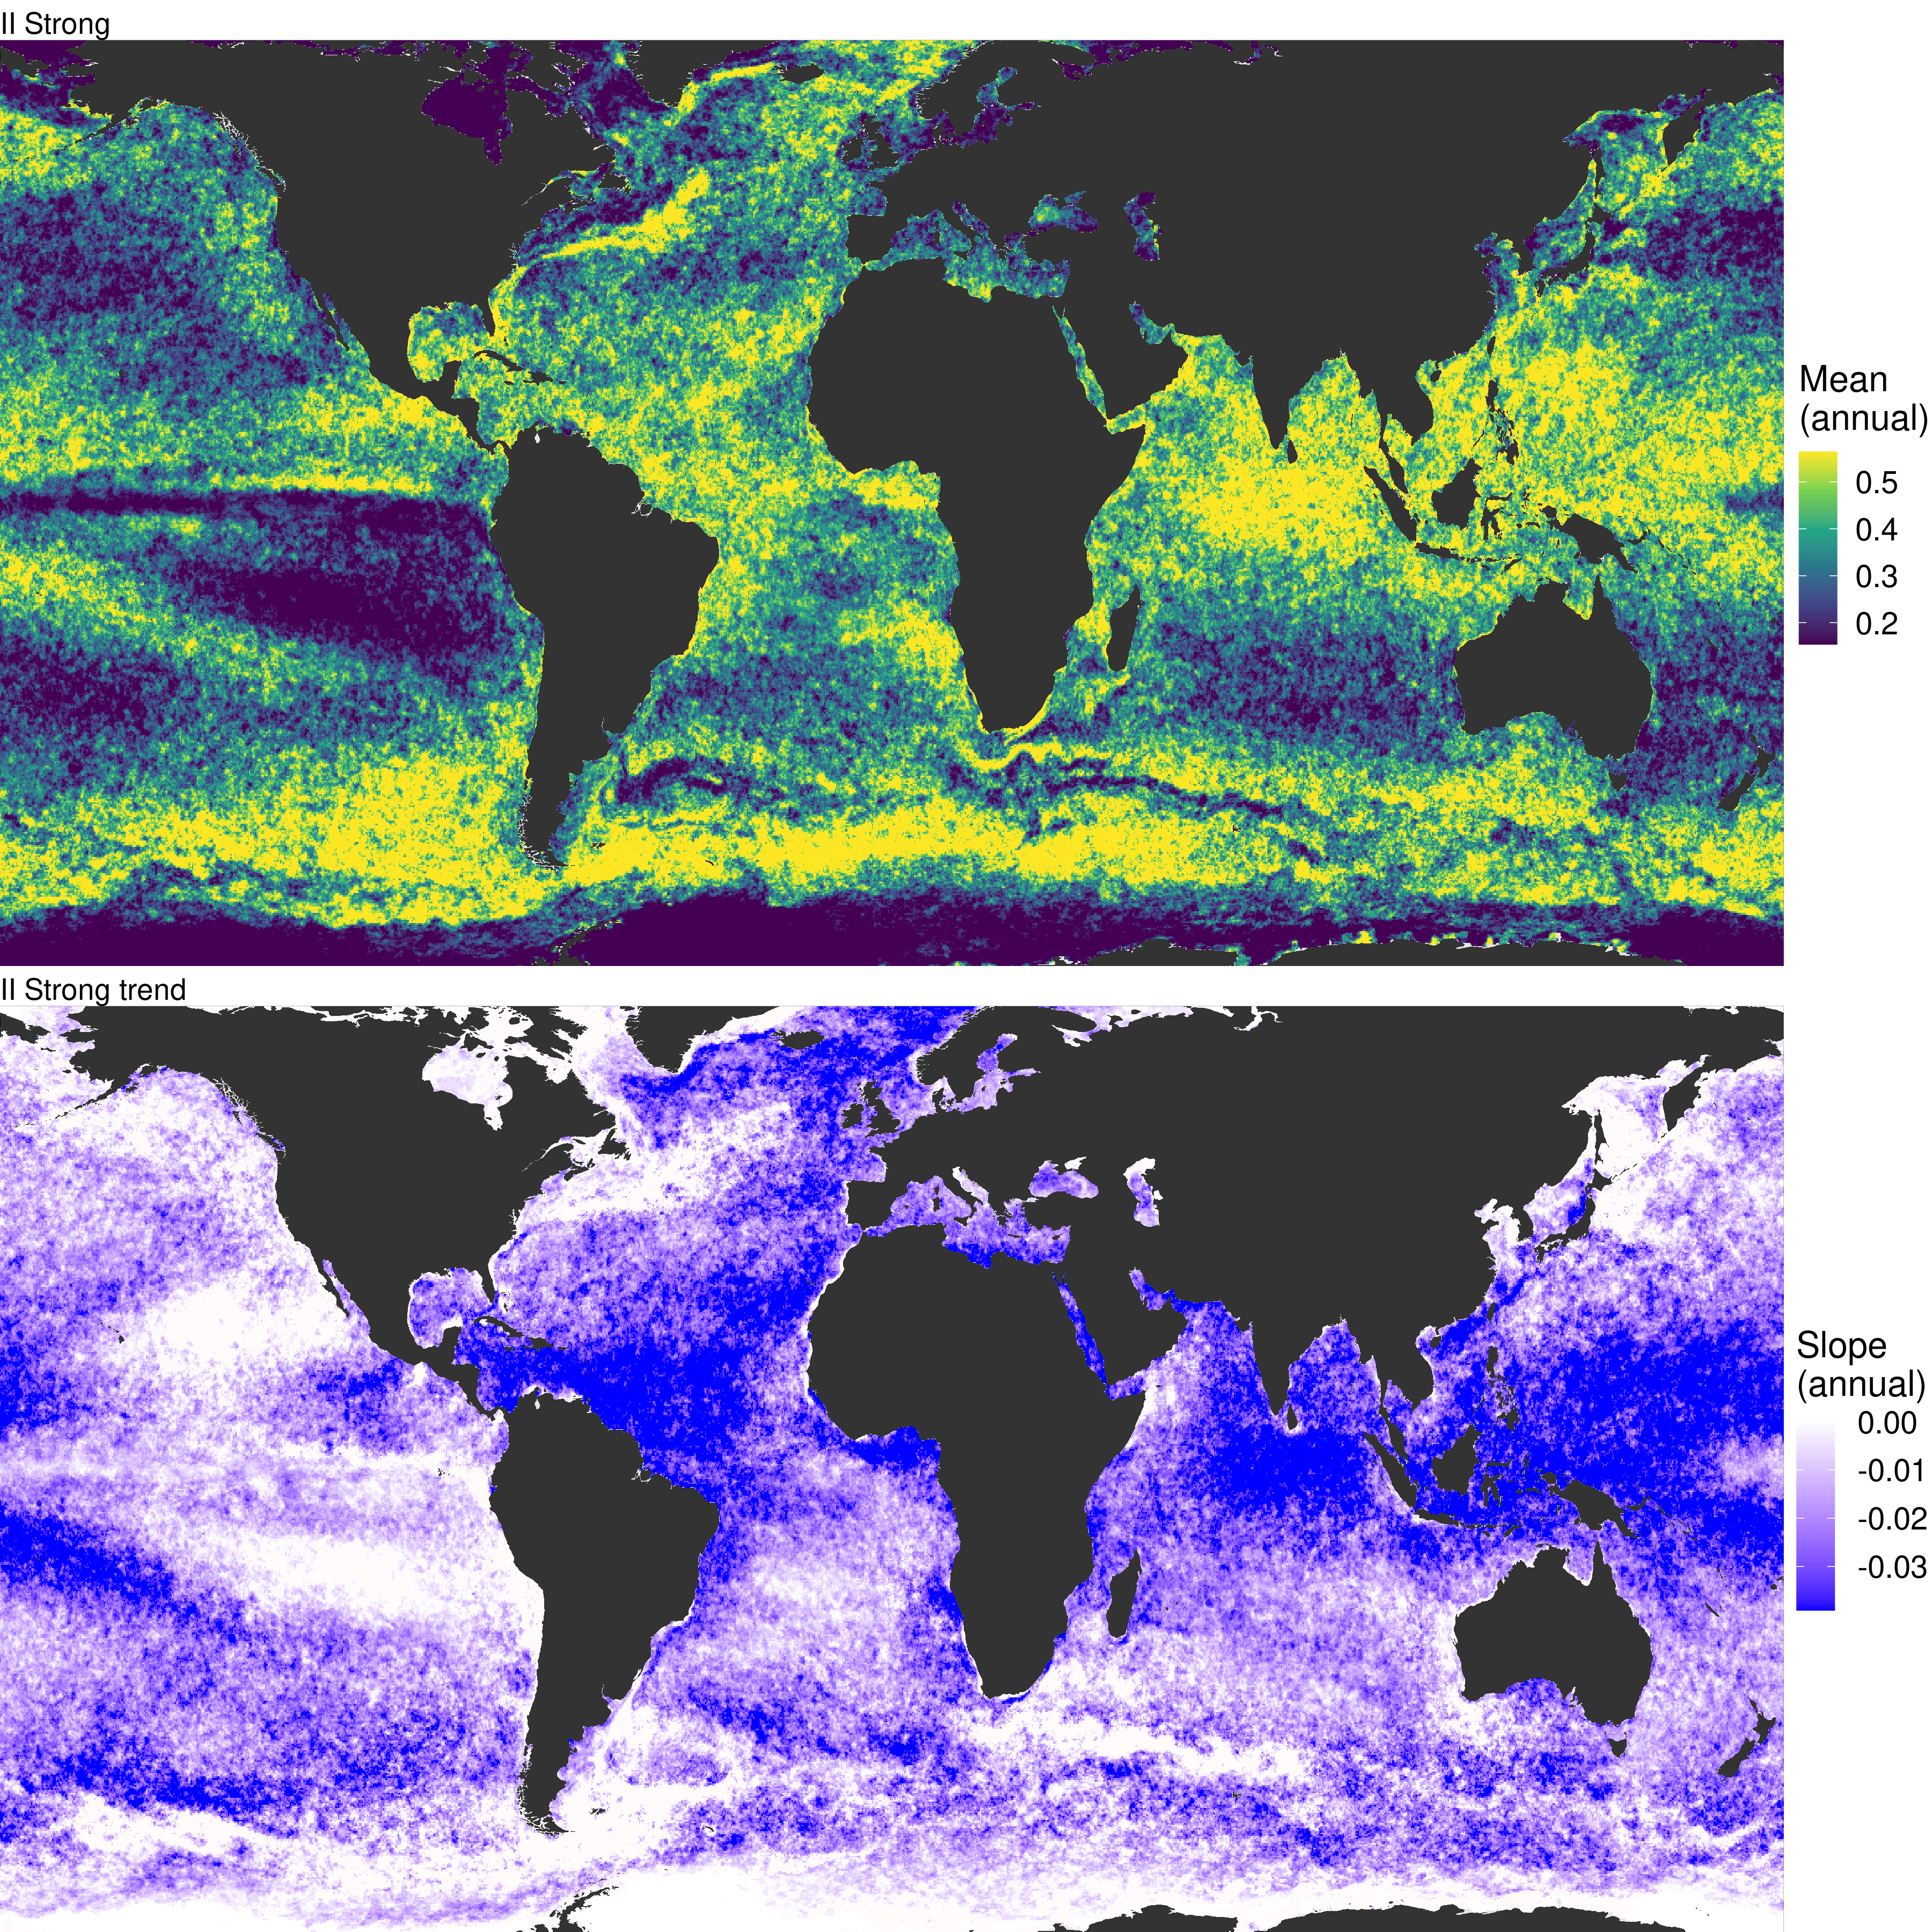 II Strong
Mean
(annual)
0.5
0.4
0.3
0.2
II Strong trend
Slope
(annual)
0.00
-0.01
-0.02
-0.03